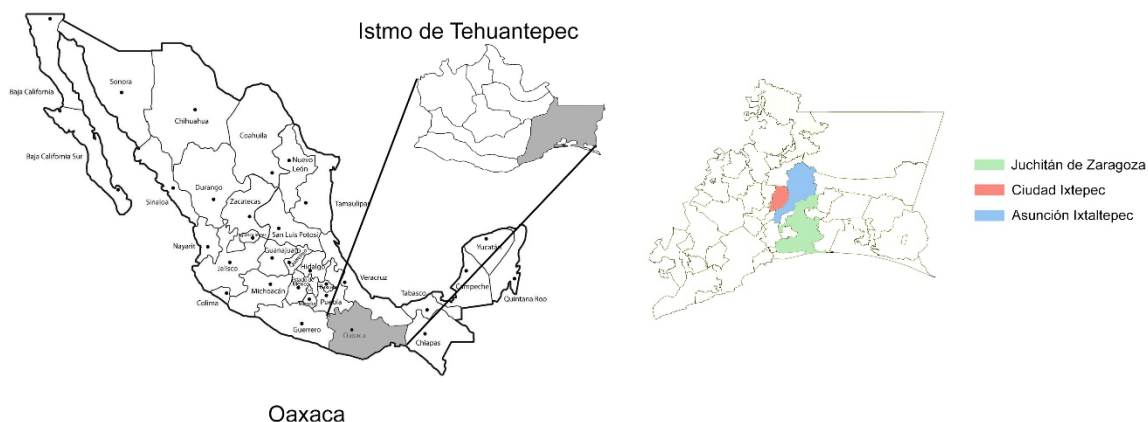 Istmo de Tehuantepec
Baja California
Sonora
Chihuahua
Coahuila
Baja California Sur
Nuevo
León
Durango
Sinaloa
Zacatecas
Tamaulipas
San Luis Potosí
Nayarit
Guanajuato
Jalisco
Hidalgo
Michoacán
Colima
Puebla
Veracruz
Guerrero
Oaxaca
Tabasco
Chiapas
Campeche
Yucatán
Quintana Roo
Oaxaca
Juchitán de Zaragoza
Ciudad Ixtepec
Asunción Ixtaltepec